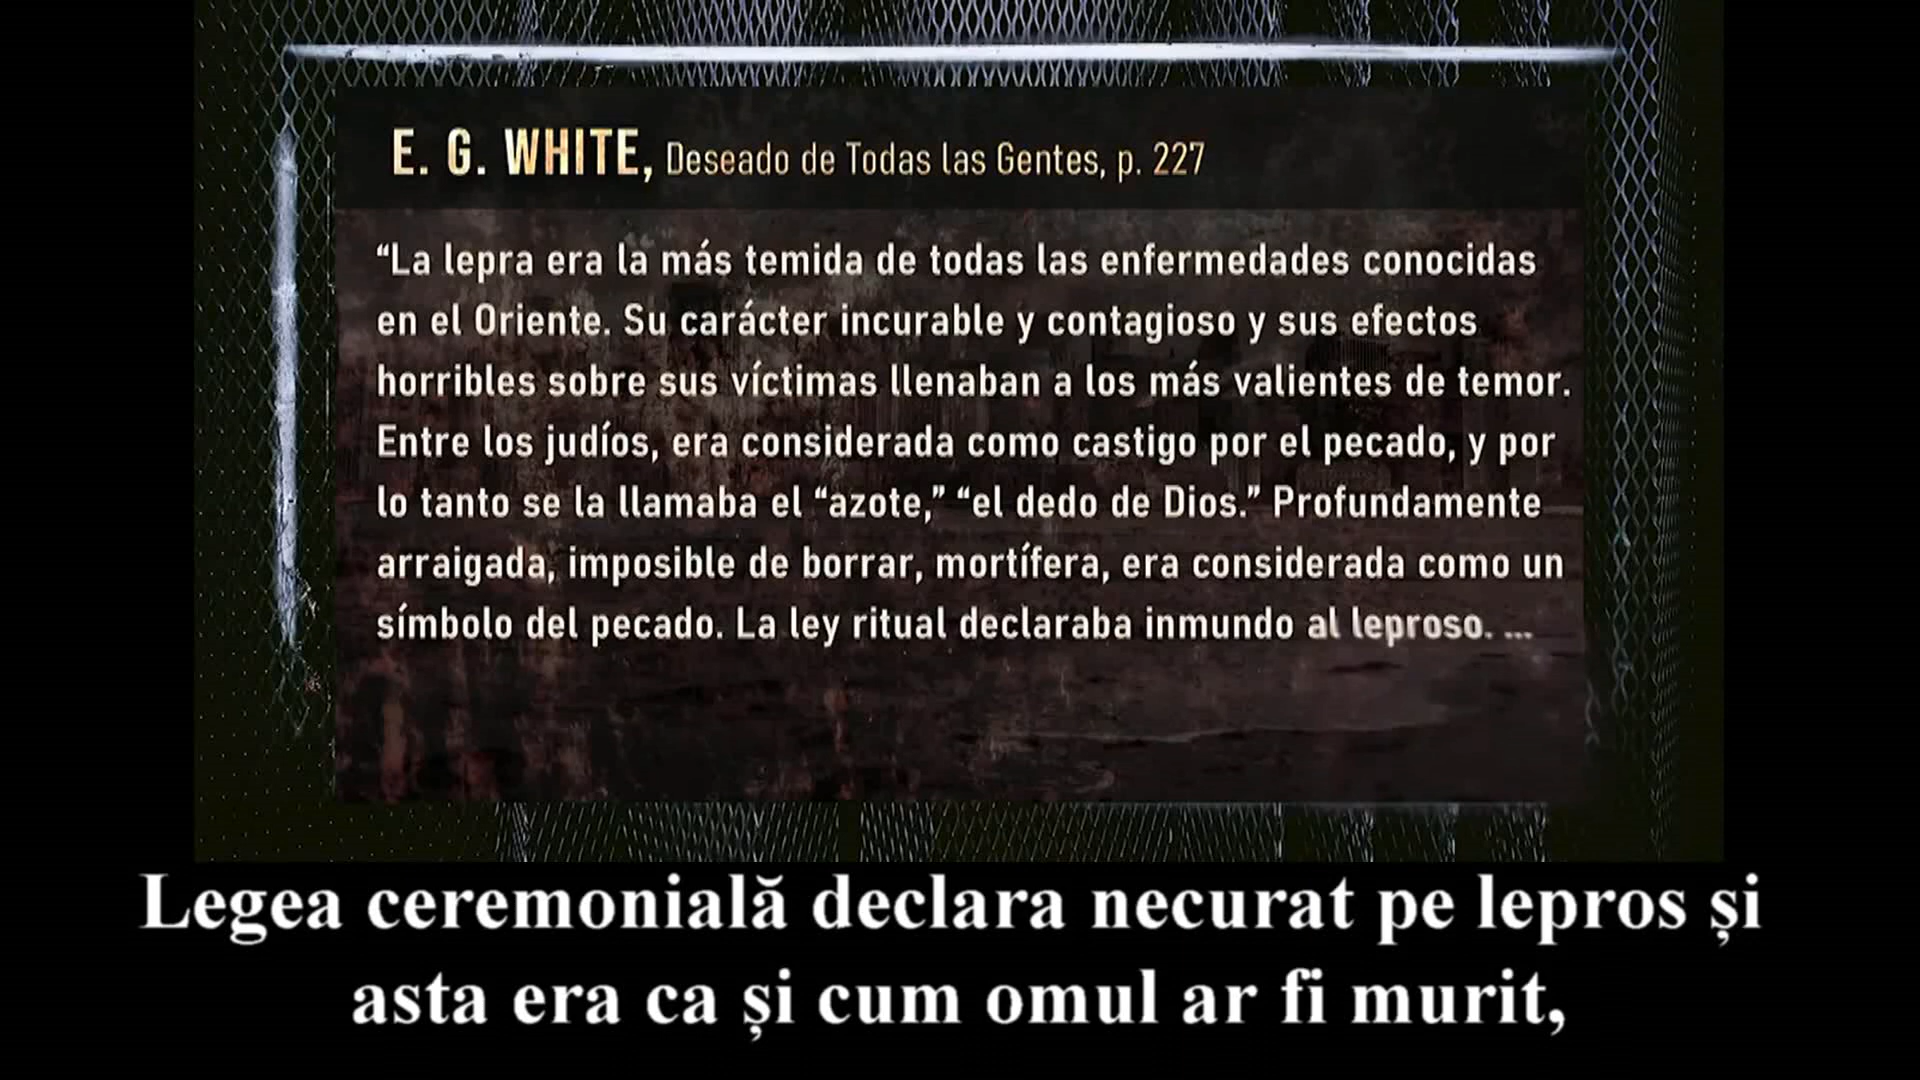 E. G. WHITE, Deseado de Todas las Gentes, p. 227
“La lepra era la más temida de todas las enfermedades conocidas
en el Oriente. Su carácter incurable y contagioso y sus efectos
horribles sobre sus víctimas llenaban a los más valientes de temor.
Entre los judíos, era considerada como castigo por el pecado, y por
lo tanto se la llamaba el “azote,” “el dedo de Dios.” Profundamente
arraigada, imposible de borrar, mortífera, era considerada como un
símbolo del pecado. La ley ritual declaraba inmundo al leproso. ...
Legea ceremonială declara necurat pe lepros și
asta era ca și cum omul ar fi murit,